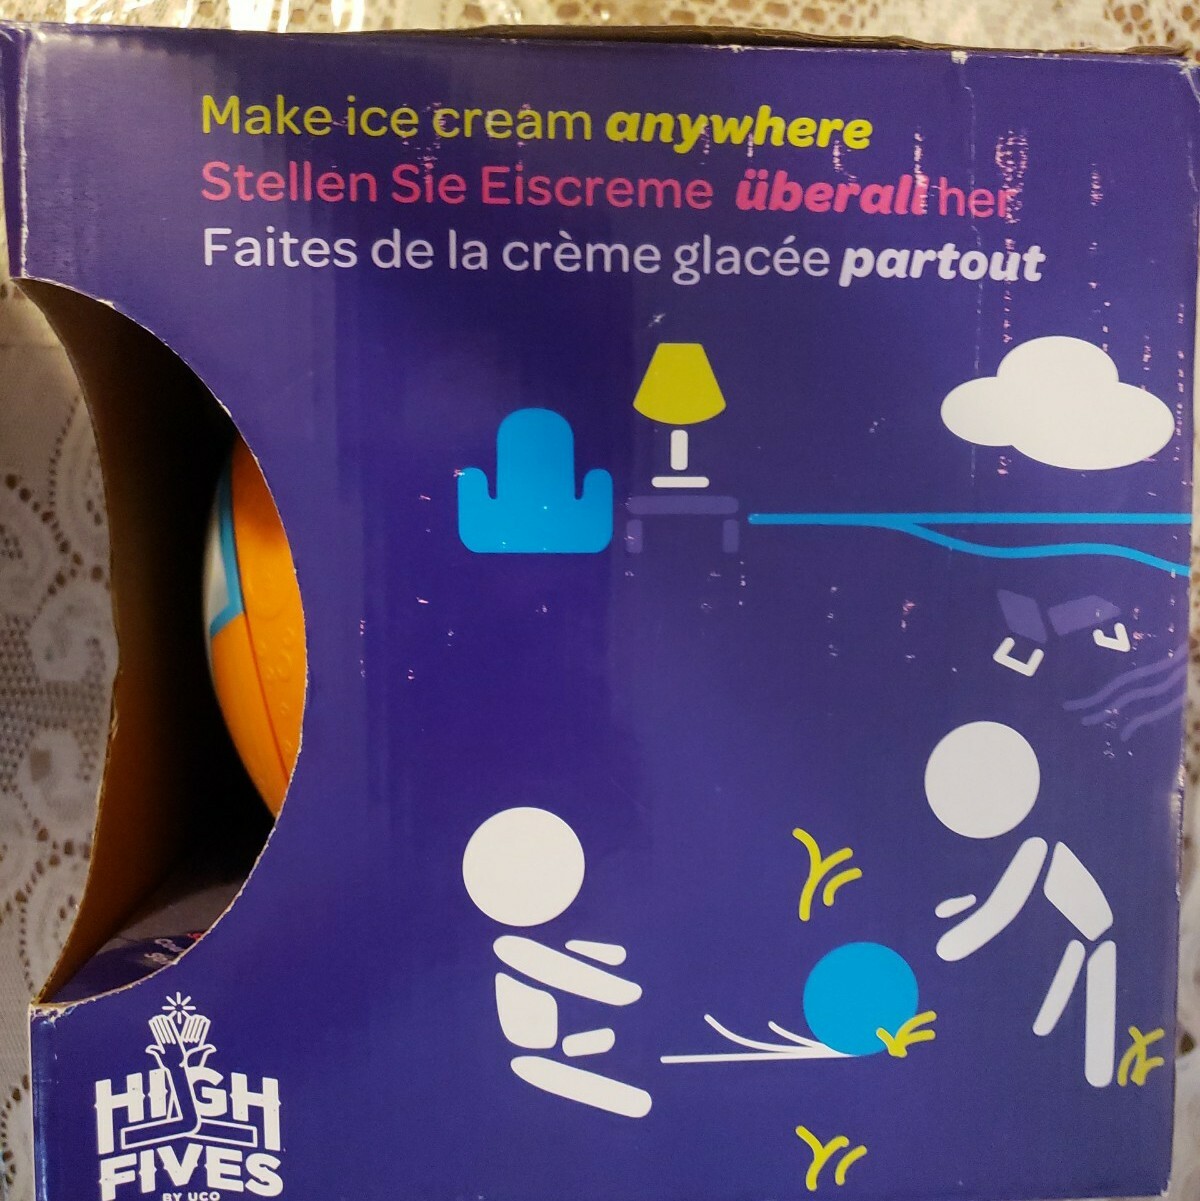 Make ice cream anywhere
Stellen Sie Eiscreme überall her
Faites de la crème glacée partout
HIGH
FIVES
BY UCO